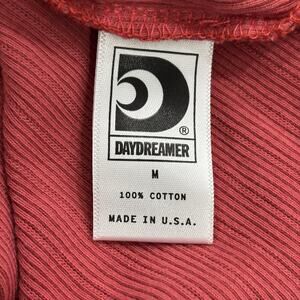 ®
DAYDREAMER
M
100% COTTON
MADE IN U.S.A.